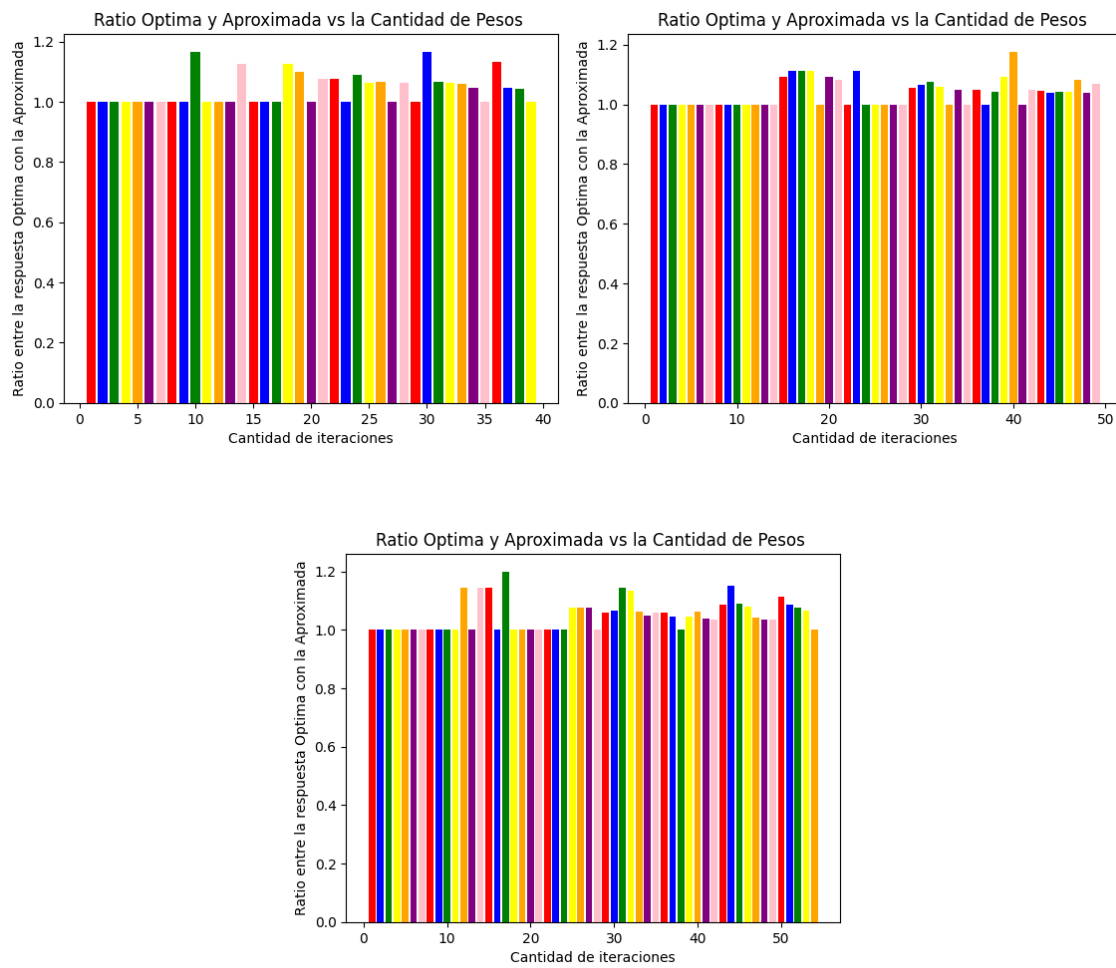 Ratio Optima y Aproximada vs la Cantidad de Pesos
Ratio entre la respuesta Optima con la Aproximada
1.2
1.0
0.8
0.6
0.4
0.2
0.0
0 5 10 15 20 25 30 35 40
Cantidad de iteraciones
Ratio Optima y Aproximada vs la Cantidad de Pesos
Ratio entre la respuesta Optima con la Aproximada
1.2
1.0
0.8
0.6
0.4
0.2
0.0
0 10 20 30 40 50
Cantidad de iteraciones
Ratio Optima y Aproximada vs la Cantidad de Pesos
Ratio entre la respuesta Optima con la Aproximada
1.2
1.0
0.8
0.6
0.4
0.2
0.0
0 10 20 30 40 50
Cantidad de iteraciones